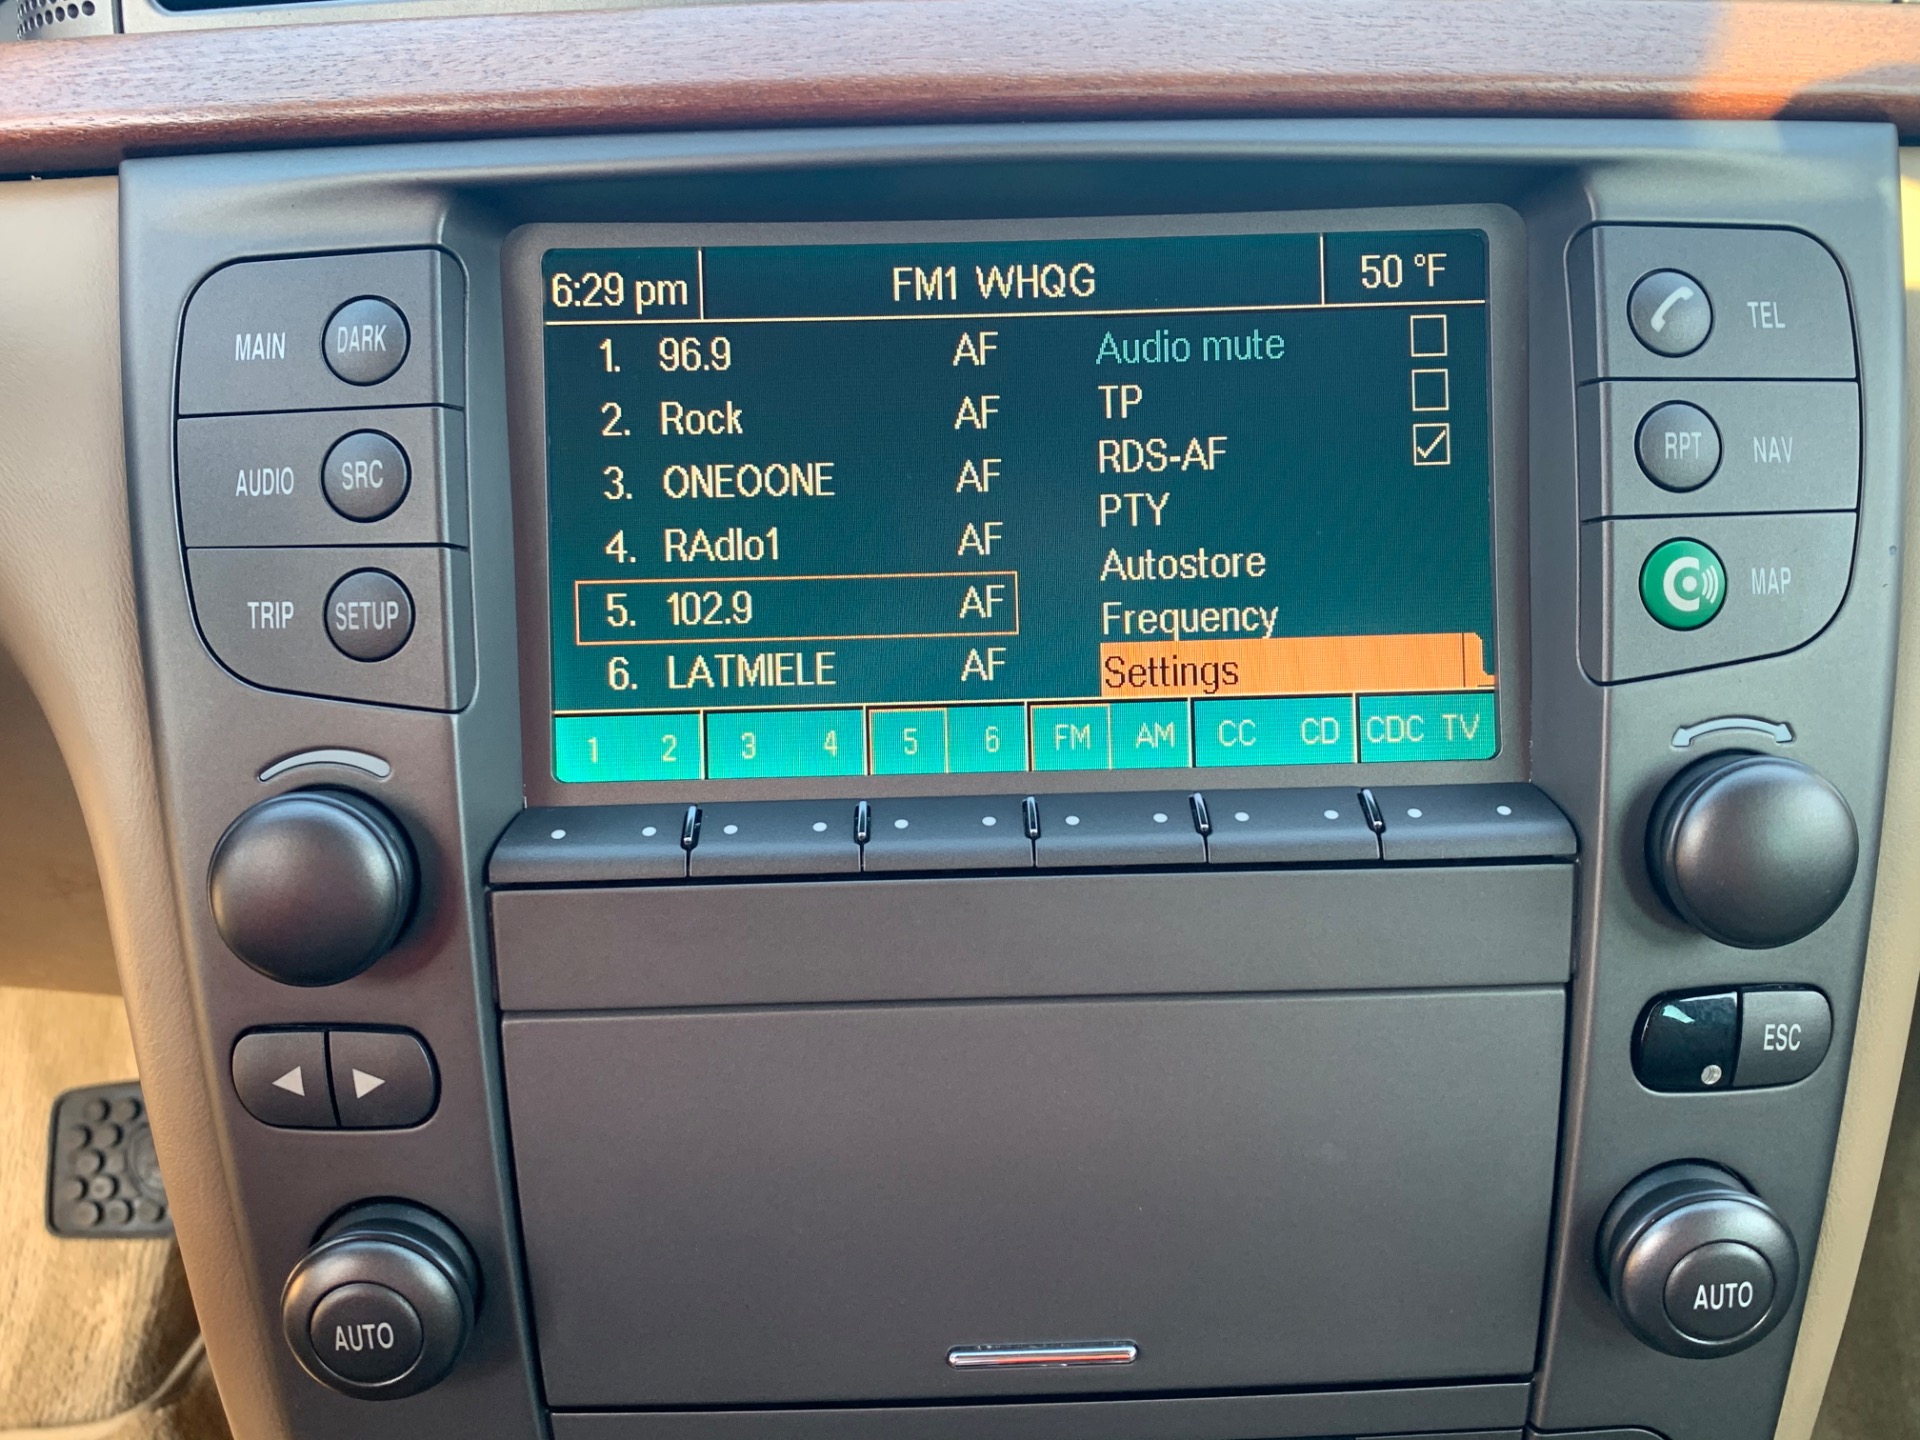 6:29 pm FM1 WHQG 50 °F
1. 96.9 AF
2. Rock AF
3. ONEOONE AF
4. RAdIo1 AF
5. 102.9 AF
6. LATMIELE AF
Audio mute
TP
RDS-AF
PTY
Autostore
Frequency
Settings
1 2 3 4 5 6 FM AM CC CD CDC TV
MAIN DARK
AUDIO SRC
TRIP SETUP
TEL
RPT NAV
MAP
ESC
AUTO
AUTO